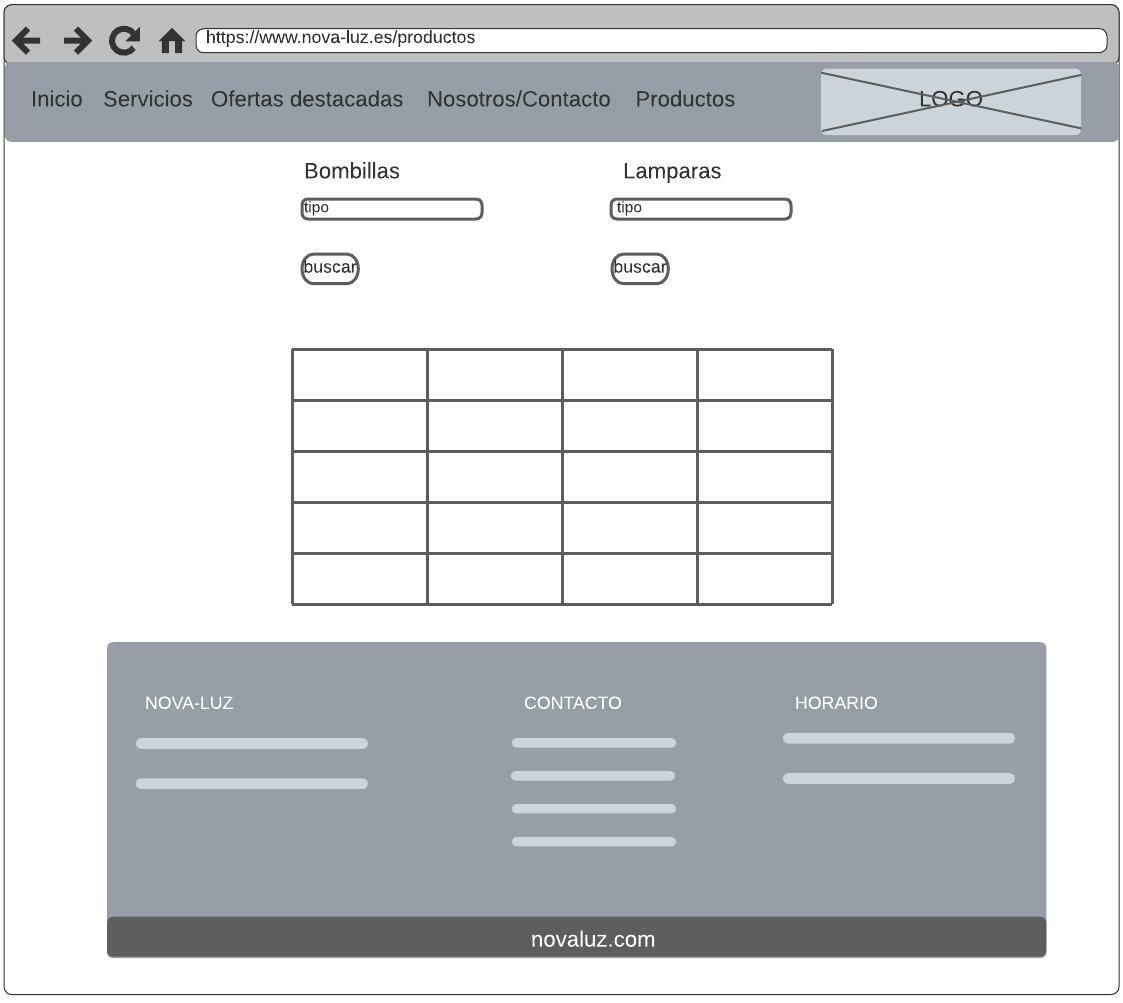 https://www.nova-luz.es/productos
Inicio Servicios Ofertas destacadas Nosotros/Contacto Productos LOGO
Bombillas Lamparas
tipo tipo
buscar buscar
NOVA-LUZ CONTACTO HORARIO
novaluz.com